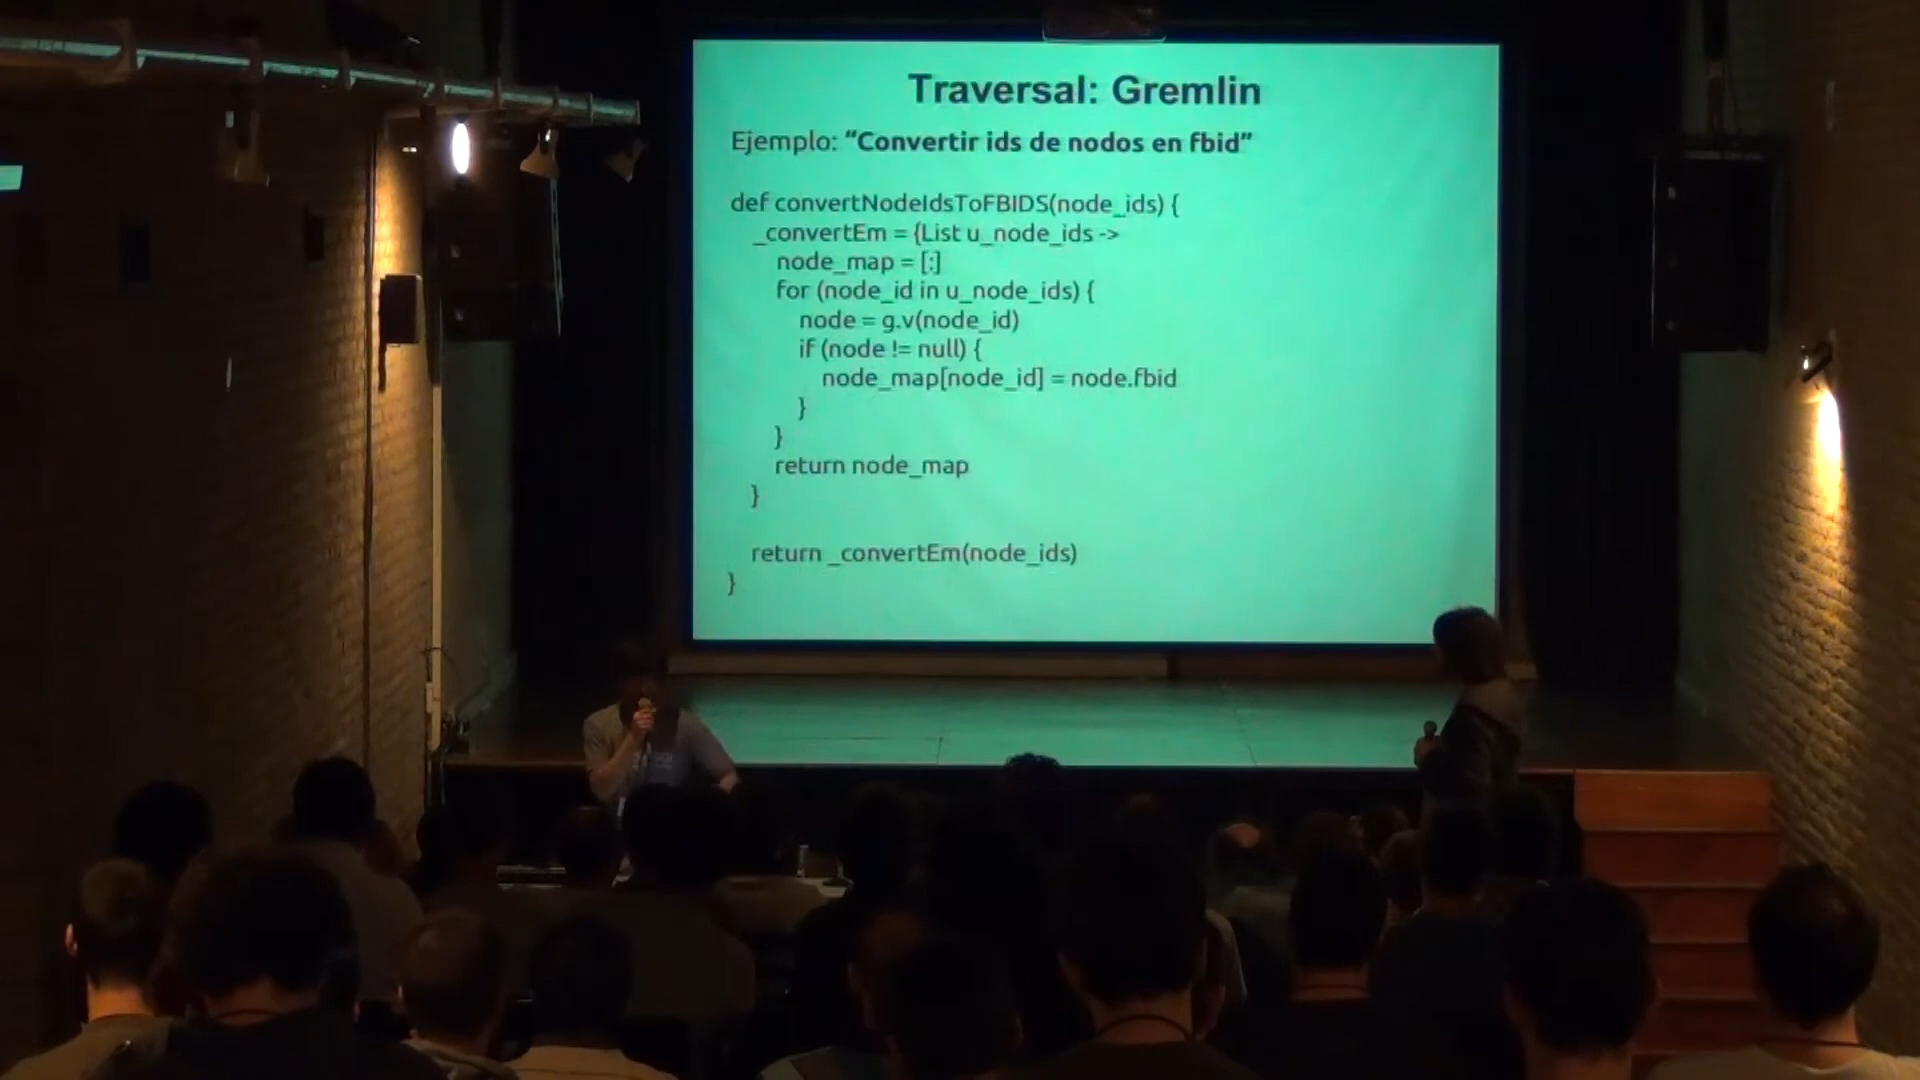 Traversal: Gremlin
Ejemplo: “Convertir ids de nodos en fbid”
def convertNodeIdsToFBIDS(node_ids) {
_convertEm = {List u_node_ids ->
node_map = [:]
for (node_id in u_node_ids) {
node = g.v(node_id)
if (node != null) {
node_map[node_id] = node.fbid
}
}
return node_map
}
return _convertEm(node_ids)
}